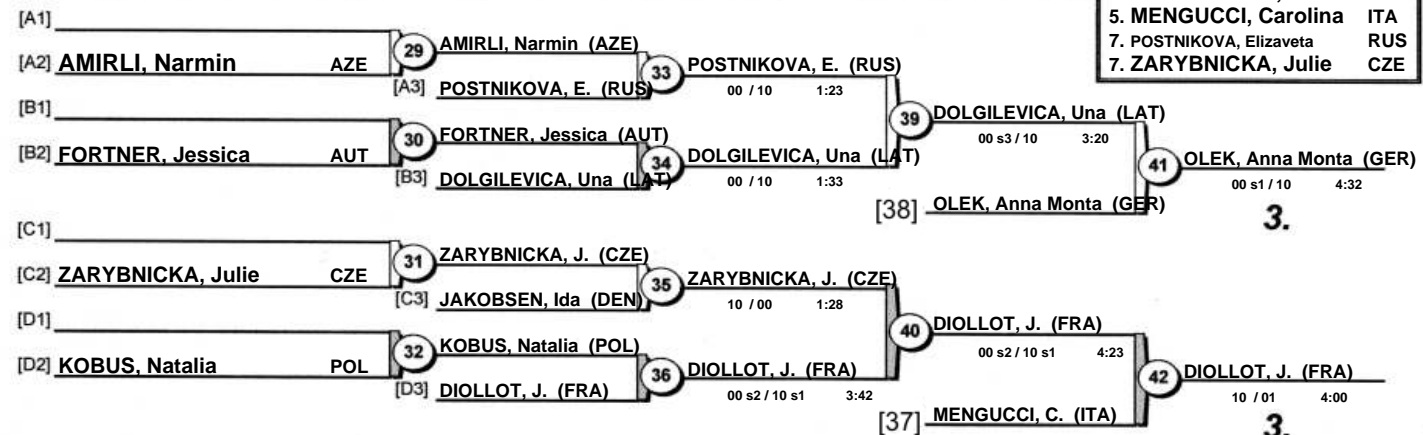 5. MENGUCCI, Carolina ITA
7. POSTNIKOVA, Elizaveta RUS
7. ZARYBNICKA, Julie CZE
[A1]
[A2] AMIRLI, Narmin AZE
29
AMIRLI, Narmin (AZE)
[A3] POSTNIKOVA, E. (RUS)
33
POSTNIKOVA, E. (RUS)
00 / 10 1:23
[B1]
[B2] FORTNER, Jessica AUT
30
FORTNER, Jessica (AUT)
[B3] DOLGILEVICA, Una (LAT)
34
DOLGILEVICA, Una (LAT)
00 / 10 1:33
39
DOLGILEVICA, Una (LAT)
00 s3 / 10 3:20
[38] OLEK, Anna Monta (GER)
41
OLEK, Anna Monta (GER)
00 s1 / 10 4:32
3.
[C1]
[C2] ZARYBNICKA, Julie CZE
31
ZARYBNICKA, J. (CZE)
[C3] JAKOBSEN, Ida (DEN)
35
ZARYBNICKA, J. (CZE)
10 / 00 1:28
[D1]
[D2] KOBUS, Natalia POL
32
KOBUS, Natalia (POL)
[D3] DIOLLOT, J. (FRA)
36
DIOLLOT, J. (FRA)
00 s2 / 10 s1 3:42
40
DIOLLOT, J. (FRA)
00 s2 / 10 s1 4:23
[37] MENGUCCI, C. (ITA)
42
DIOLLOT, J. (FRA)
10 / 01 4:00
3.